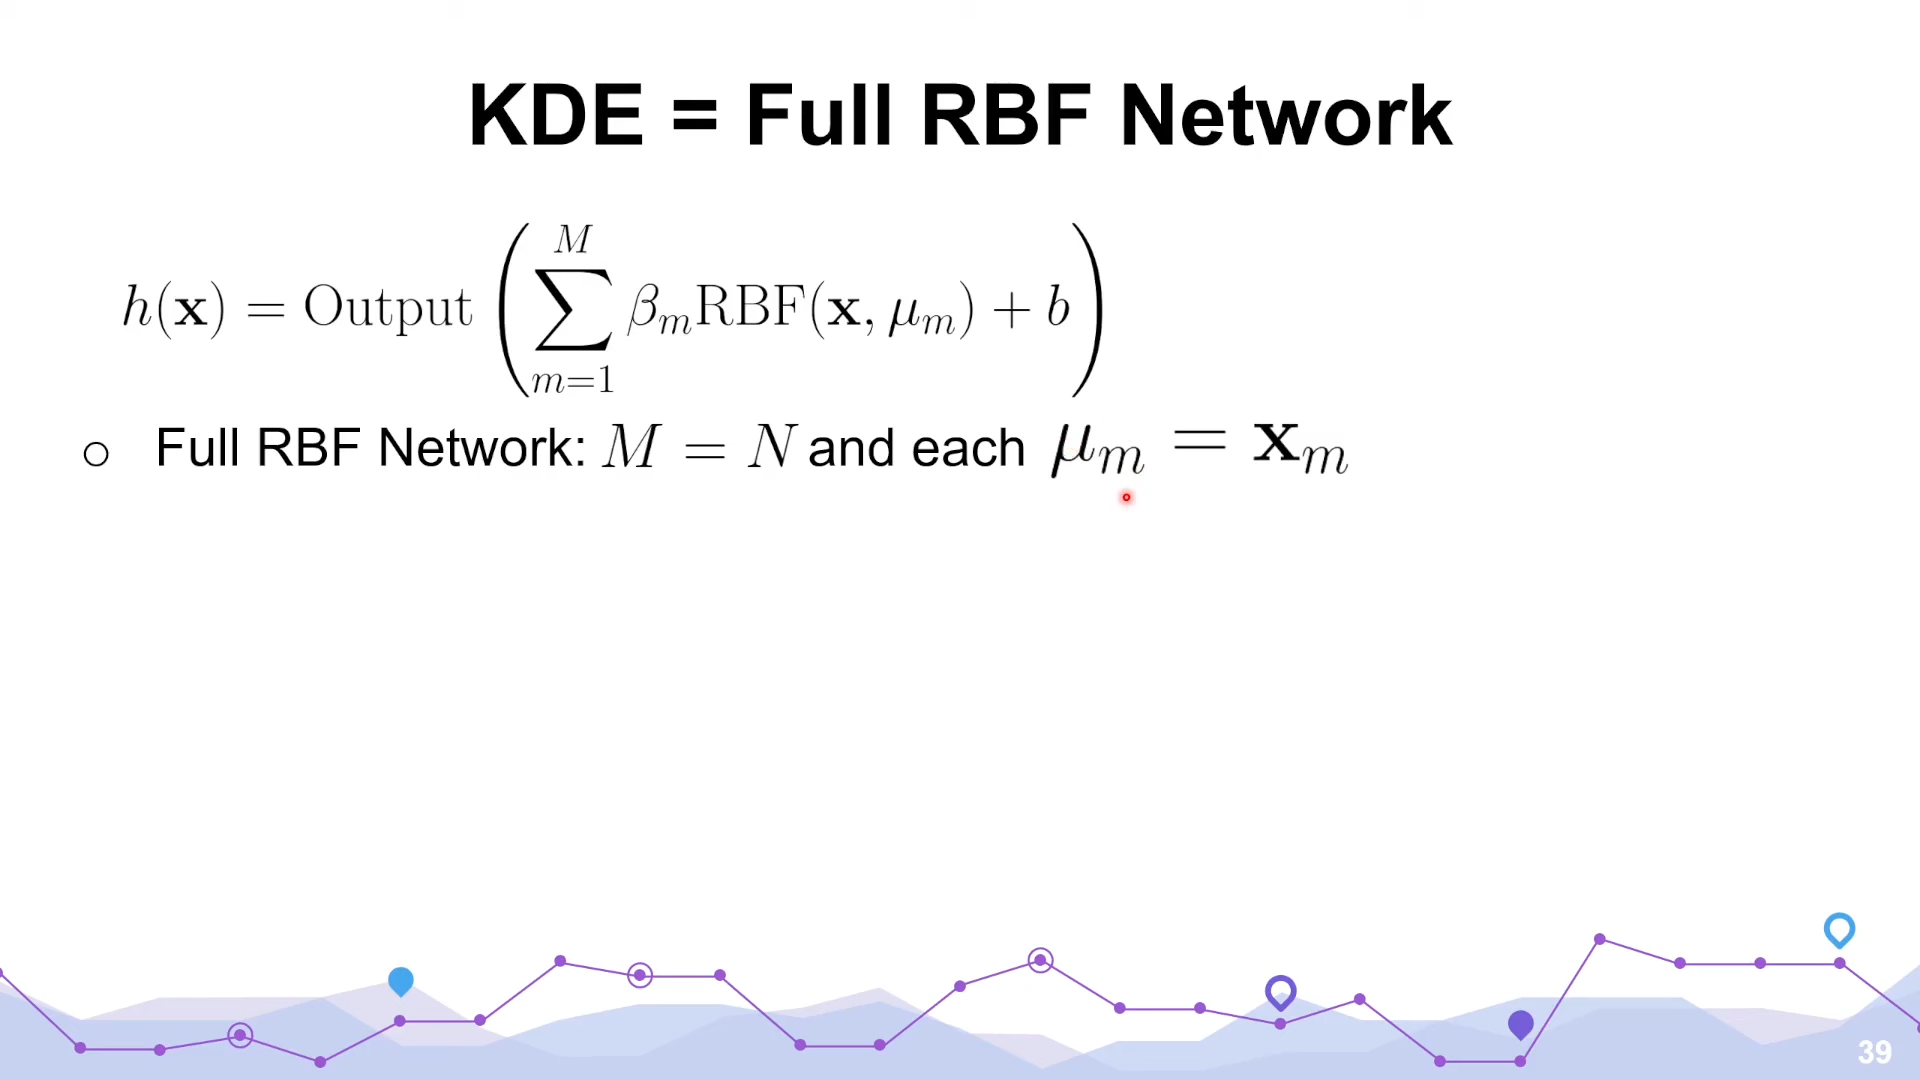 KDE = Full RBF Network
h(𝐱) = Output ( ∑_{m=1}^{M} β_m RBF(𝐱, μ_m) + b )
○ Full RBF Network: M = N and each μ_m = 𝐱_m
39